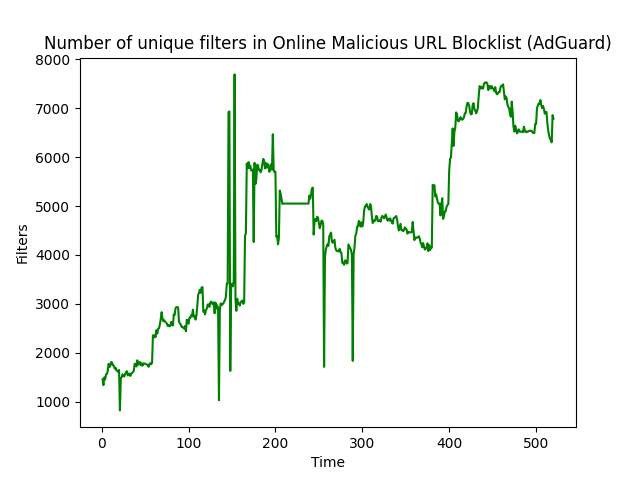 Number of unique filters in Online Malicious URL Blocklist (AdGuard)
8000
7000
6000
5000
4000
3000
2000
1000
Filters
0 100 200 300 400 500
Time